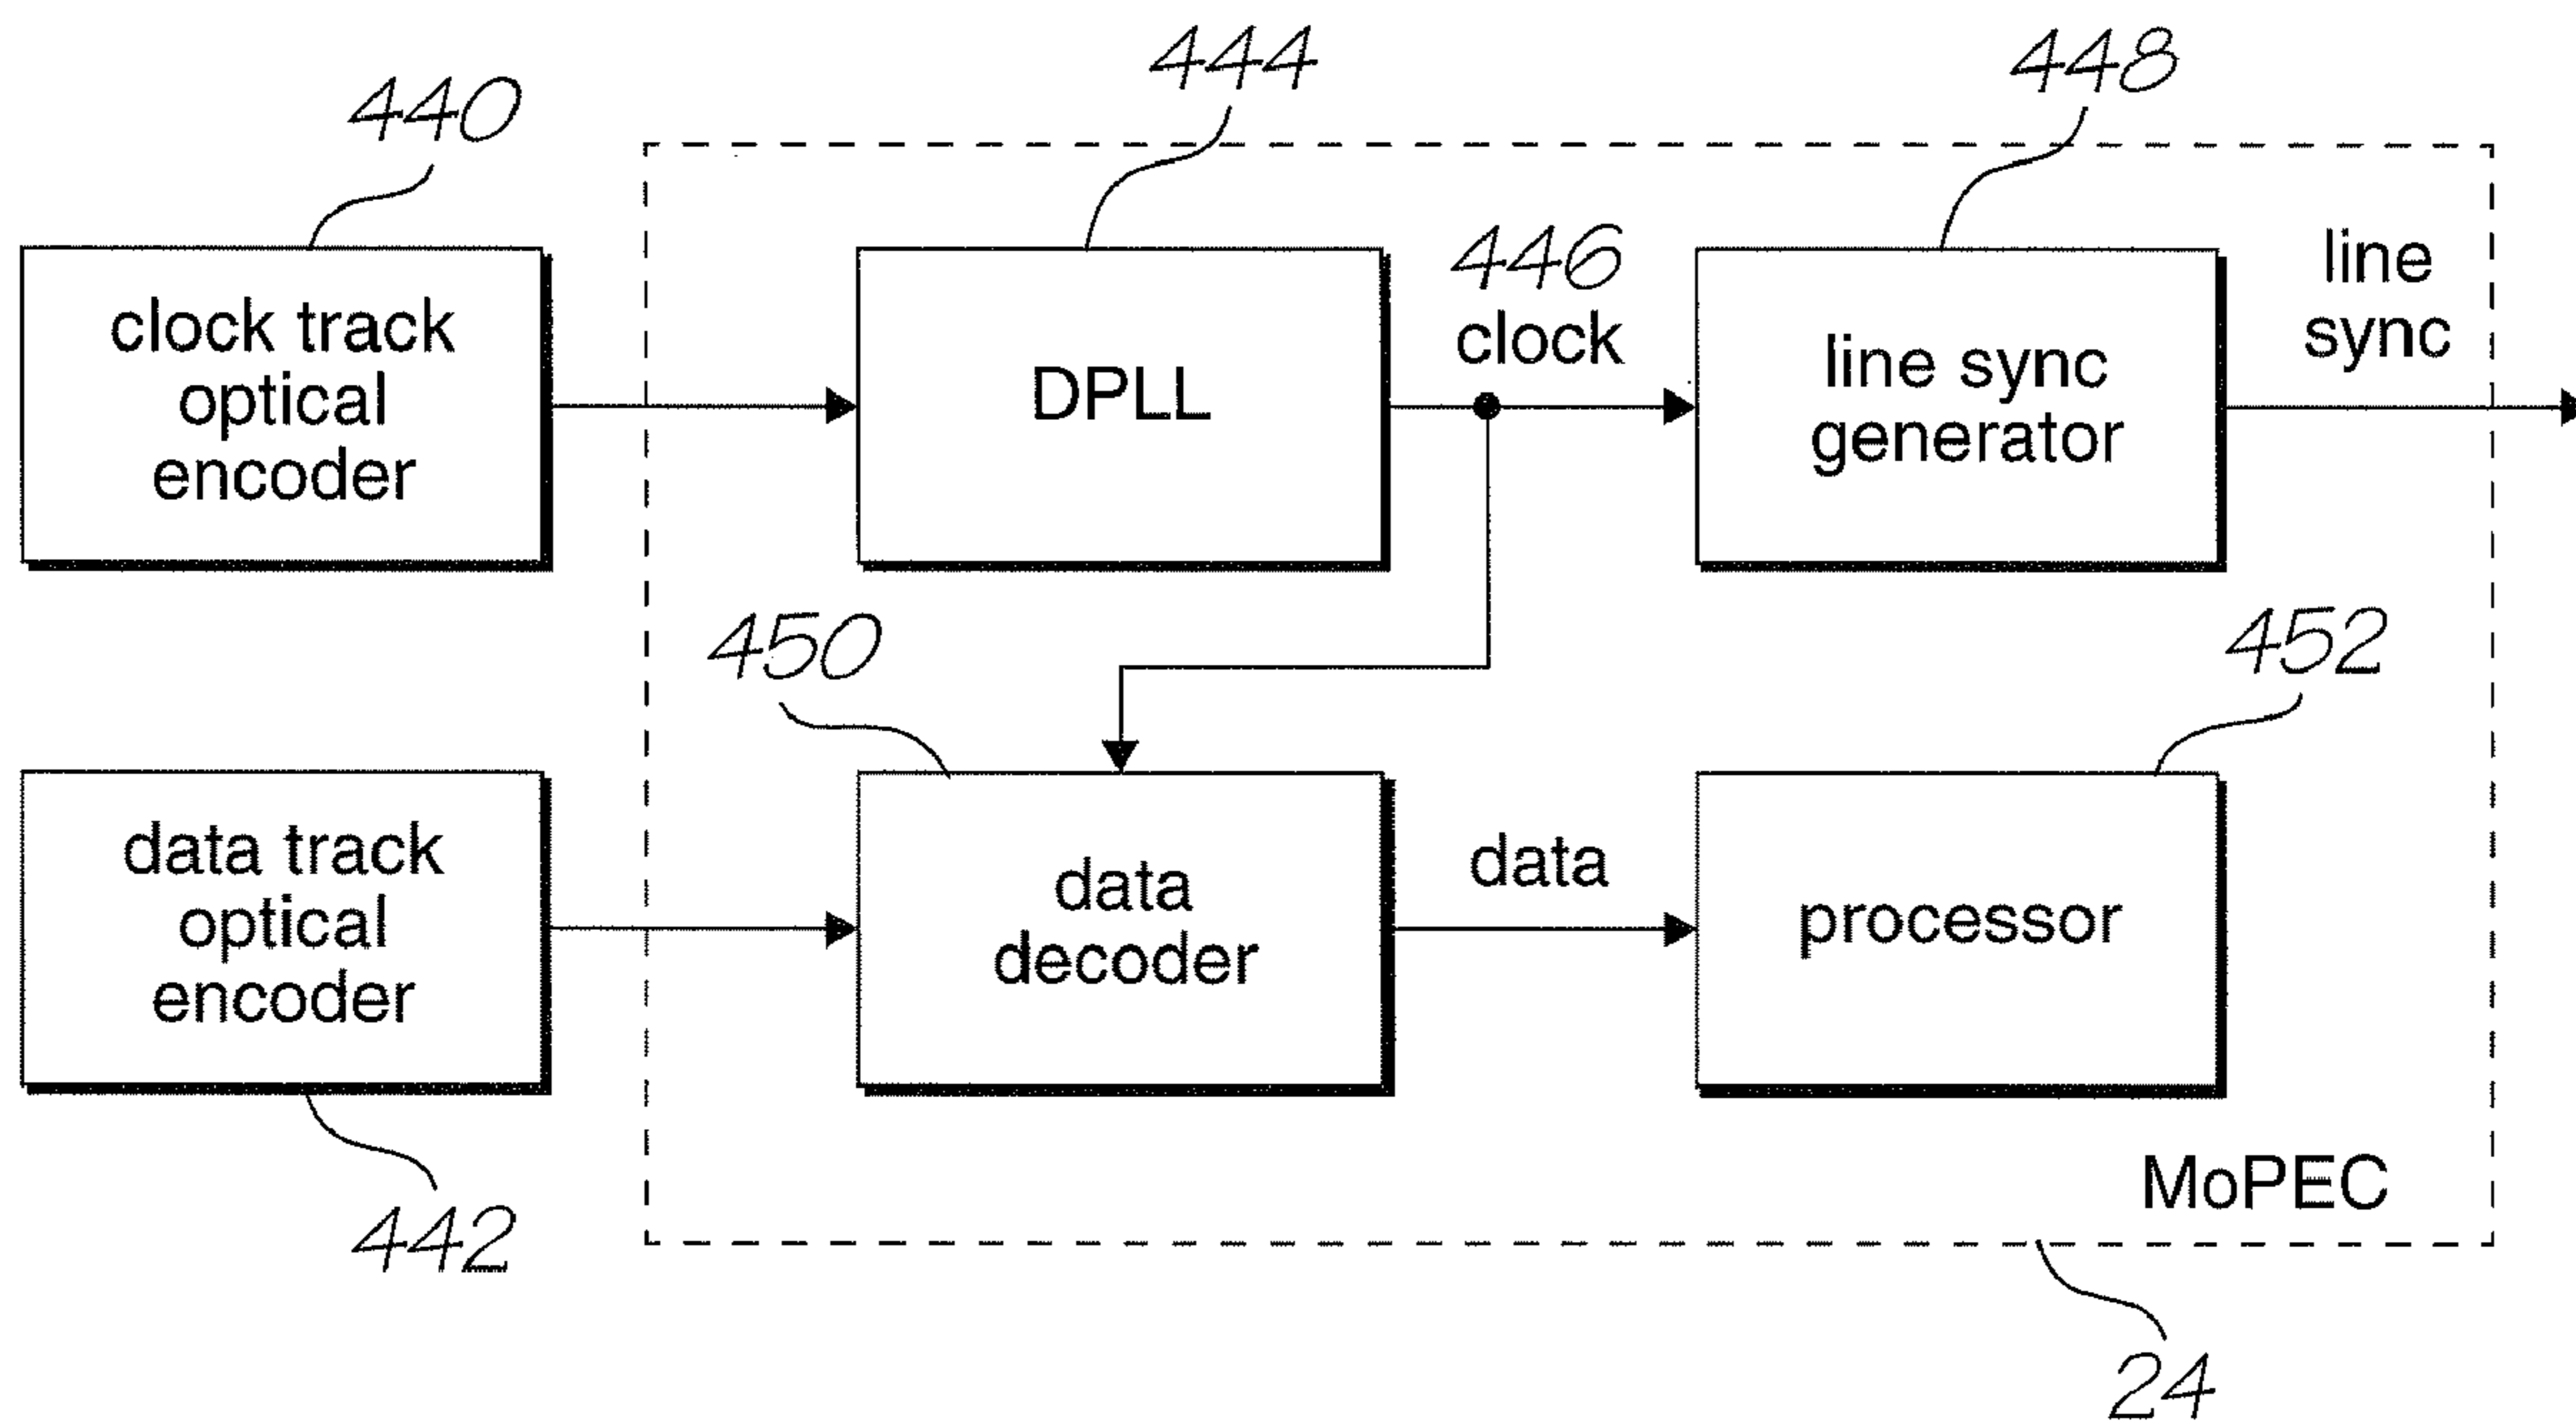 444
448
440
446
clock
line
sync
clock track
optical
encoder
DPLL
line sync
generator
450
452
data track
optical
encoder
data
decoder
data
processor
MoPEC
442
24